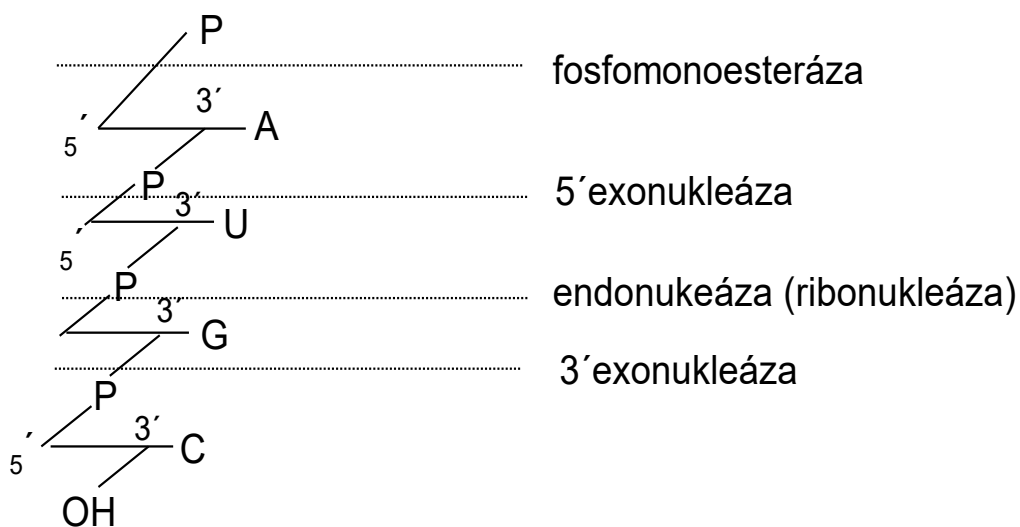 P
fosfomonoesteráza
3´
5´ A
P 5´exonukleáza
3´
5´ U
P endonukeáza (ribonukleáza)
3´
G
3´exonukleáza
P
3´
5´ C
OH